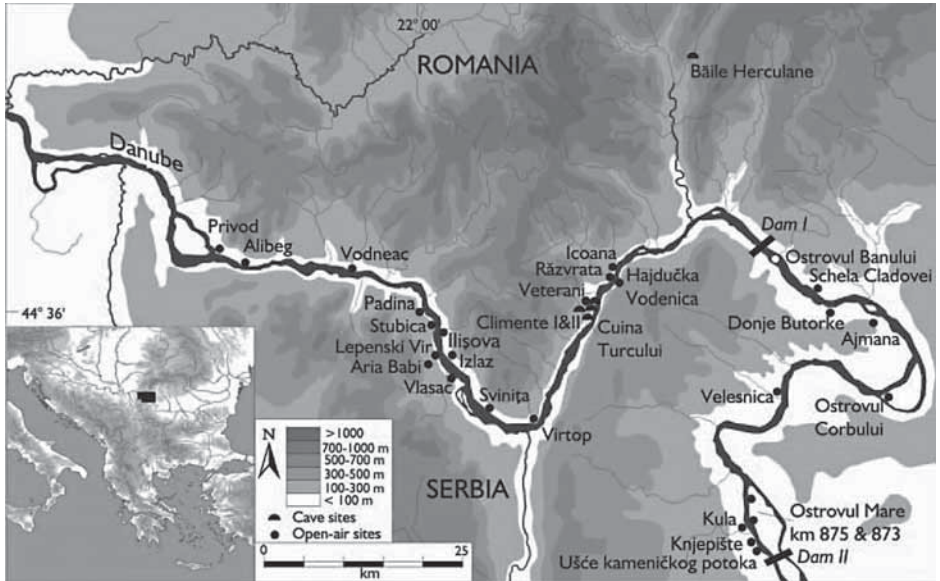 22° 00'
ROMANIA
Băile Herculane
Danube
Dam I
Privod
Alibeg
Vodneac
Icoana
Răzvrata
Ostrovul Banului
Schela Cladovei
Hajdučka
Vodenica
Veterani
44° 36'
Padina
Climente I&II
Cuina
Turcului
Donje Butorke
Ajmana
Stubica
Ilișova
Lepenski Vir
Izlaz
Aria Babi
Vlasac
Svinița
Velesnica
Ostrovul
Corbului
Virtop
N
>1000
700-1000 m
500-700 m
300-500 m
100-300 m
< 100 m
SERBIA
Cave sites
Open-air sites
0 25
km
Ostrovul Mare
km 875 & 873
Kula
Knjepište
Dam II
Ušće kameničkog potoka